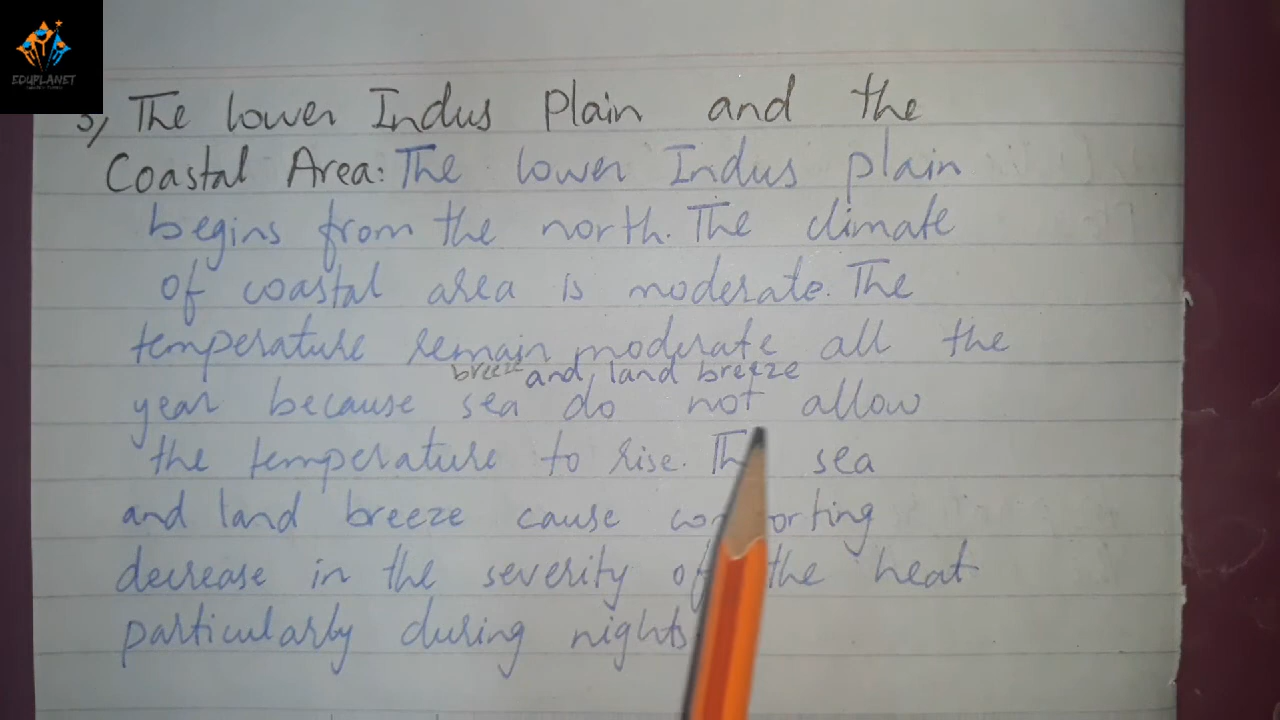 EDUPLANET
The lower Indus Plain and the
Coastal Area: The lower Indus plain
begins from the north. The climate
of coastal area is moderate. The
temperature remain moderate all the
breeze and land breeze
year because sea do not allow
the temperature to rise. sea
and land breeze cause
decrease in the severity of the heat
particularly during nights